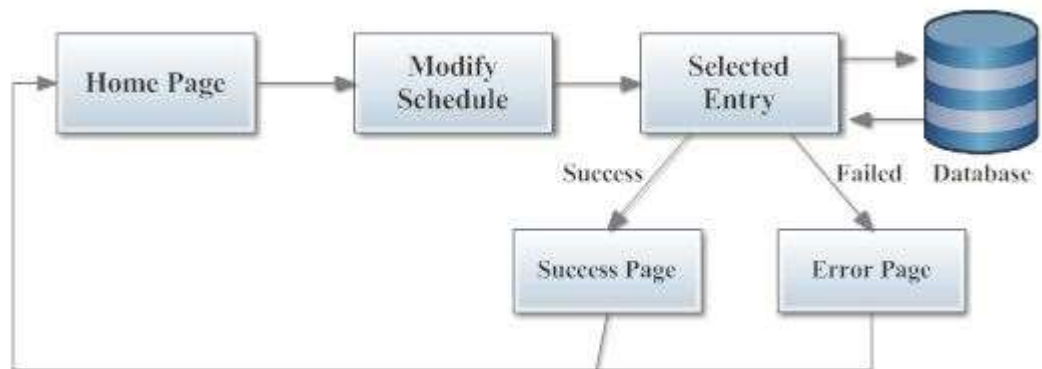 Home Page
Modify
Schedule
Selected
Entry
Success
Failed
Database
Success Page
Error Page